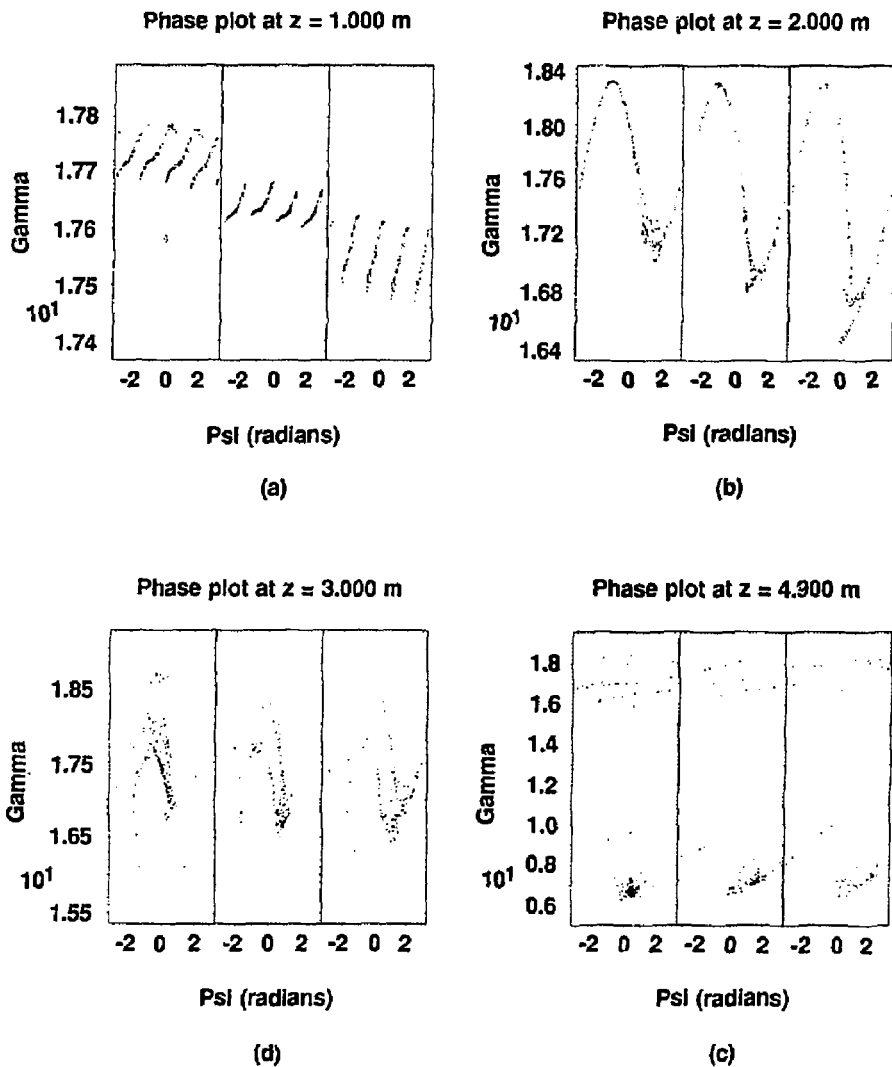 Phase plot at z = 1.000 m
Gamma
1.78
1.77
1.76
1.75
10¹
1.74
-2 0 2 -2 0 2 -2 0 2
Psi (radians)
(a)
Phase plot at z = 2.000 m
Gamma
1.84
1.80
1.76
1.72
1.68
10¹
1.64
-2 0 2 -2 0 2 -2 0 2
Psi (radians)
(b)
Phase plot at z = 3.000 m
Gamma
1.85
1.75
1.65
10¹
1.55
-2 0 2 -2 0 2 -2 0 2
Psi (radians)
(d)
Phase plot at z = 4.900 m
Gamma
1.8
1.6
1.4
1.2
1.0
0.8
10¹
0.6
-2 0 2 -2 0 2 -2 0 2
Psi (radians)
(c)